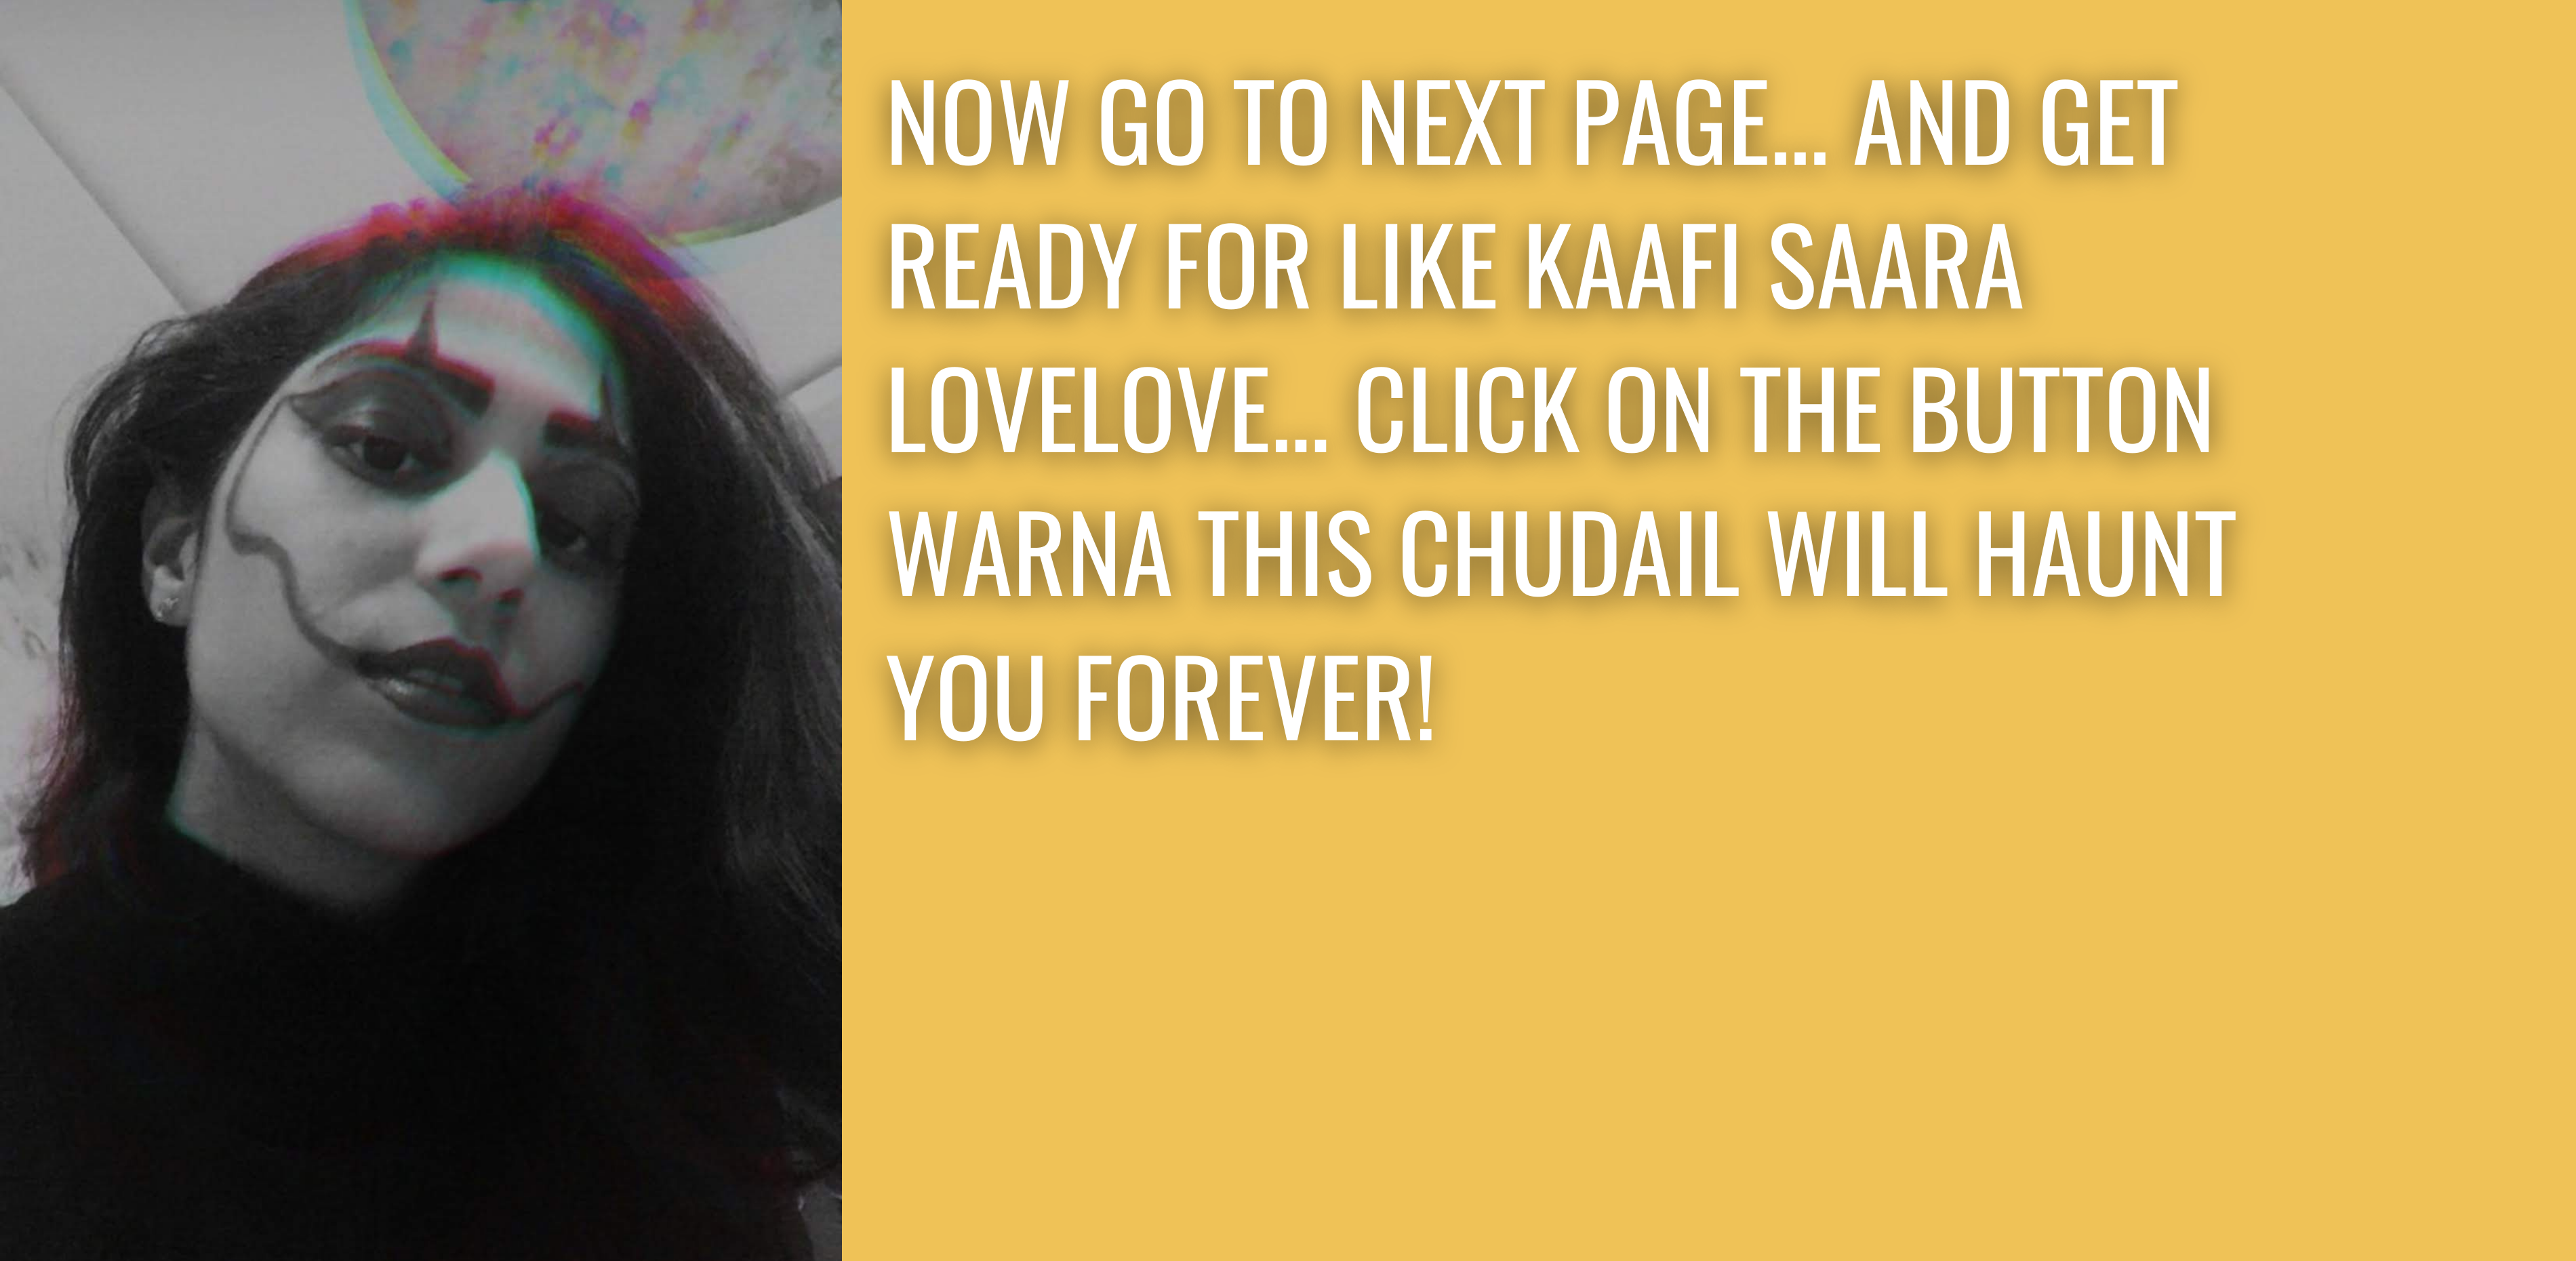 NOW GO TO NEXT PAGE... AND GET
READY FOR LIKE KAAFI SAARA
LOVELOVE... CLICK ON THE BUTTON
WARNA THIS CHUDAIL WILL HAUNT
YOU FOREVER!